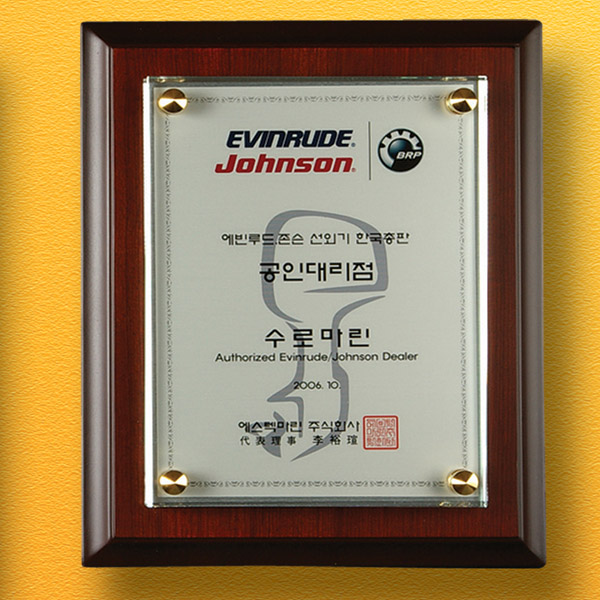 EVINRUDE®
Johnson®
BRP
에빈루드.존슨 선외기 한국총판
공인대리점
수로마린
Authorized Evinrude/Johnson Dealer
2006. 10.
에스텍마린 주식회사
代表理事 李裕瑄